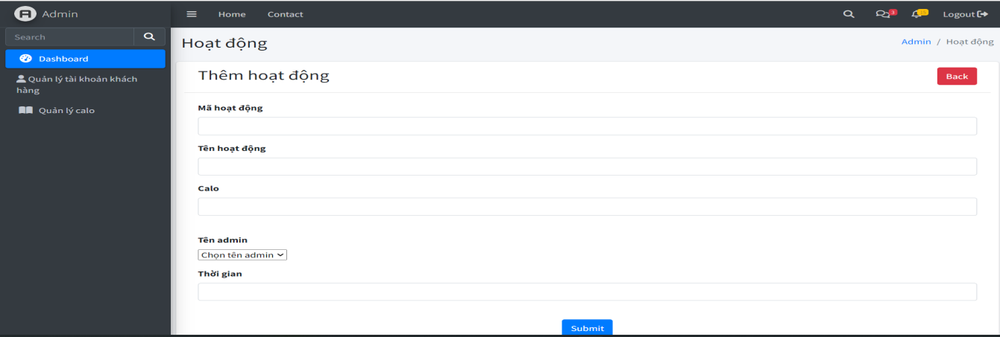 Admin
Home Contact
3
15
Logout
Search
Dashboard
Quản lý tài khoản khách
hàng
Quản lý calo
Hoạt động
Admin / Hoạt động
Thêm hoạt động
Back
Mã hoạt động
Tên hoạt động
Calo
Tên admin
Chọn tên admin
Thời gian
Submit